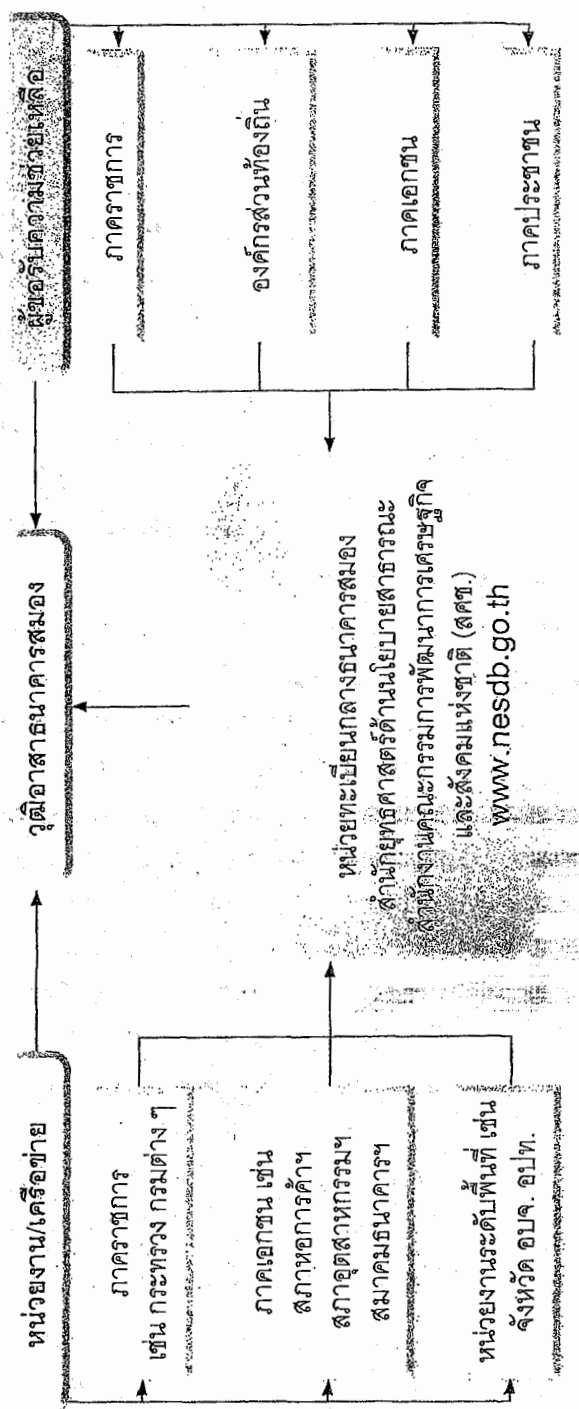 หน่วยงาน/เครือข่าย
ภาคราชการ
เช่น กระทรวง กรมต่าง ๆ
ภาคเอกชน เช่น
สภาหอการค้าฯ
สภาอุตสาหกรรมฯ
สมาคมธนาคารฯ
หน่วยงานระดับพื้นที่ เช่น
จังหวัด อบจ. อปท.
วุฒิอาสาธนาคารสมอง
หน่วยทะเบียนกลางธนาคารสมอง
สำนักยุทธศาสตร์ด้านนโยบายสาธารณะ
สำนักงานคณะกรรมการพัฒนาการเศรษฐกิจ
และสังคมแห่งชาติ (สศช.)
www.nesdb.go.th
ผู้ขอรับความช่วยเหลือ
ภาคราชการ
องค์กรส่วนท้องถิ่น
ภาคเอกชน
ภาคประชาชน